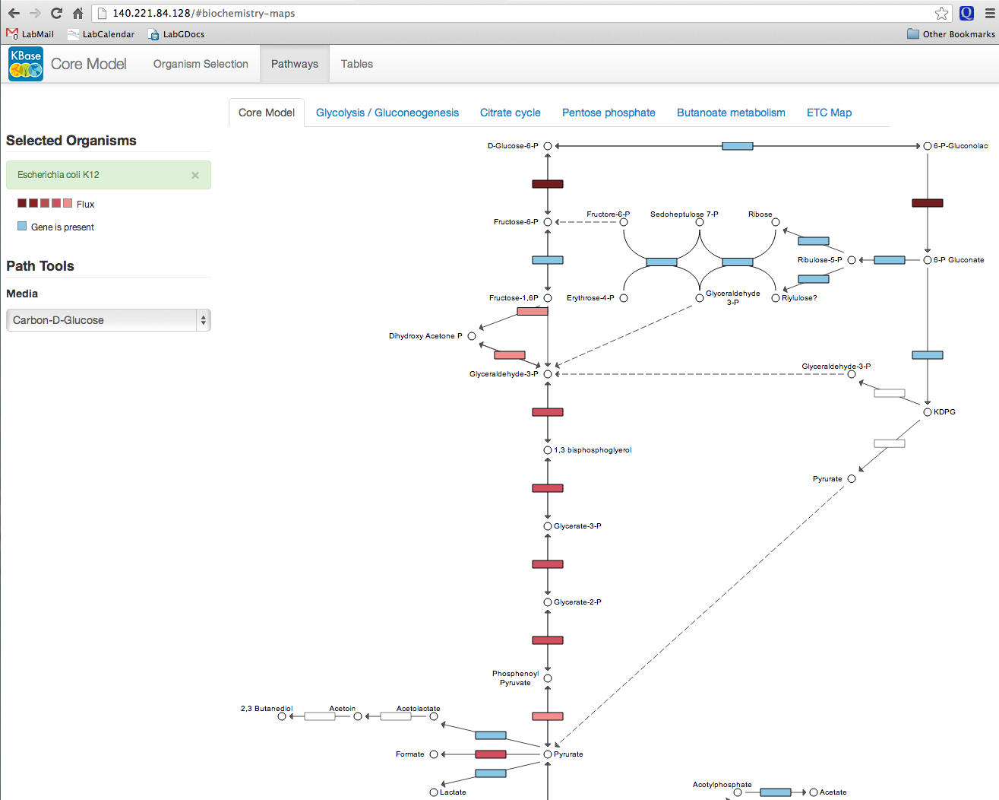 140.221.84.128/#biochemistry-maps
LabMail
LabCalendar
LabGDocs
Other Bookmarks
KBase
Core Model
Organism Selection
Pathways
Tables
Core Model
Glycolysis / Gluconeogenesis
Citrate cycle
Pentose phosphate
Butanoate metabolism
ETC Map
Selected Organisms
Escherichia coli K12
×
Flux
Gene is present
Path Tools
Media
Carbon-D-Glucose
D-Glucose-6-P
6-P-Gluconolac
Fructose-6-P
Fructore-6-P
Sedoheptulose 7-P
Ribose
Ribulose-5-P
6-P Gluconate
Fructose-1,6P
Erythrose-4-P
Glyceraldehyde
3-P
Riylulose?
Dihydroxy Acetone P
Glyceraldehyde-3-P
Glyceraldehyde-3-P
KDPG
1,3 bisphosphoglyerol
Pyrurate
Glycerate-3-P
Glycerate-2-P
Phosphenoyl
Pyruvate
2,3 Butanediol
Acetoin
Acetolactate
Formate
Pyrurate
Lactate
Acotylphosphate
Acetate